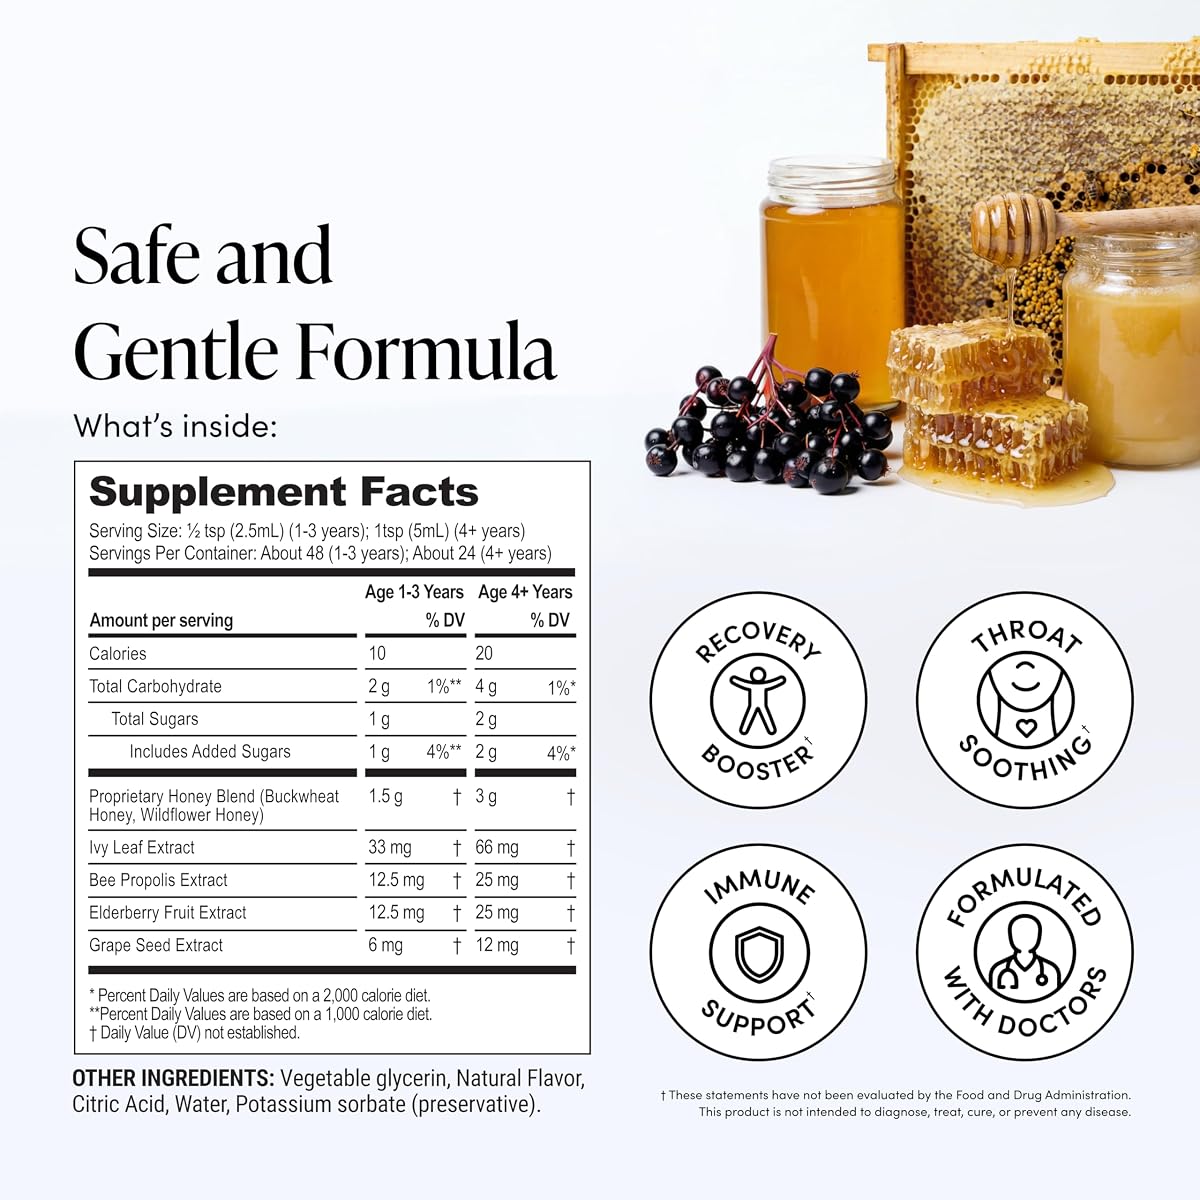 Safe and
Gentle Formula
What's inside:
Supplement Facts
Serving Size: ½ tsp (2.5mL) (1-3 years); 1tsp (5mL) (4+ years)
Servings Per Container: About 48 (1-3 years); About 24 (4+ years)
Age 1-3 Years Age 4+ Years
Amount per serving % DV % DV
Calories 10 20
Total Carbohydrate 2 g 1%** 4 g 1%*
Total Sugars 1 g 2 g
Includes Added Sugars 1 g 4%** 2 g 4%*
Proprietary Honey Blend (Buckwheat 1.5 g † 3 g †
Honey, Wildflower Honey)
Ivy Leaf Extract 33 mg † 66 mg †
Bee Propolis Extract 12.5 mg † 25 mg †
Elderberry Fruit Extract 12.5 mg † 25 mg †
Grape Seed Extract 6 mg † 12 mg †
* Percent Daily Values are based on a 2,000 calorie diet.
**Percent Daily Values are based on a 1,000 calorie diet.
† Daily Value (DV) not established.
OTHER INGREDIENTS: Vegetable glycerin, Natural Flavor,
Citric Acid, Water, Potassium sorbate (preservative).
RECOVERY
BOOSTER†
THROAT
SOOTHING†
IMMUNE
SUPPORT†
FORMULATED
WITH DOCTORS
† These statements have not been evaluated by the Food and Drug Administration.
This product is not intended to diagnose, treat, cure, or prevent any disease.